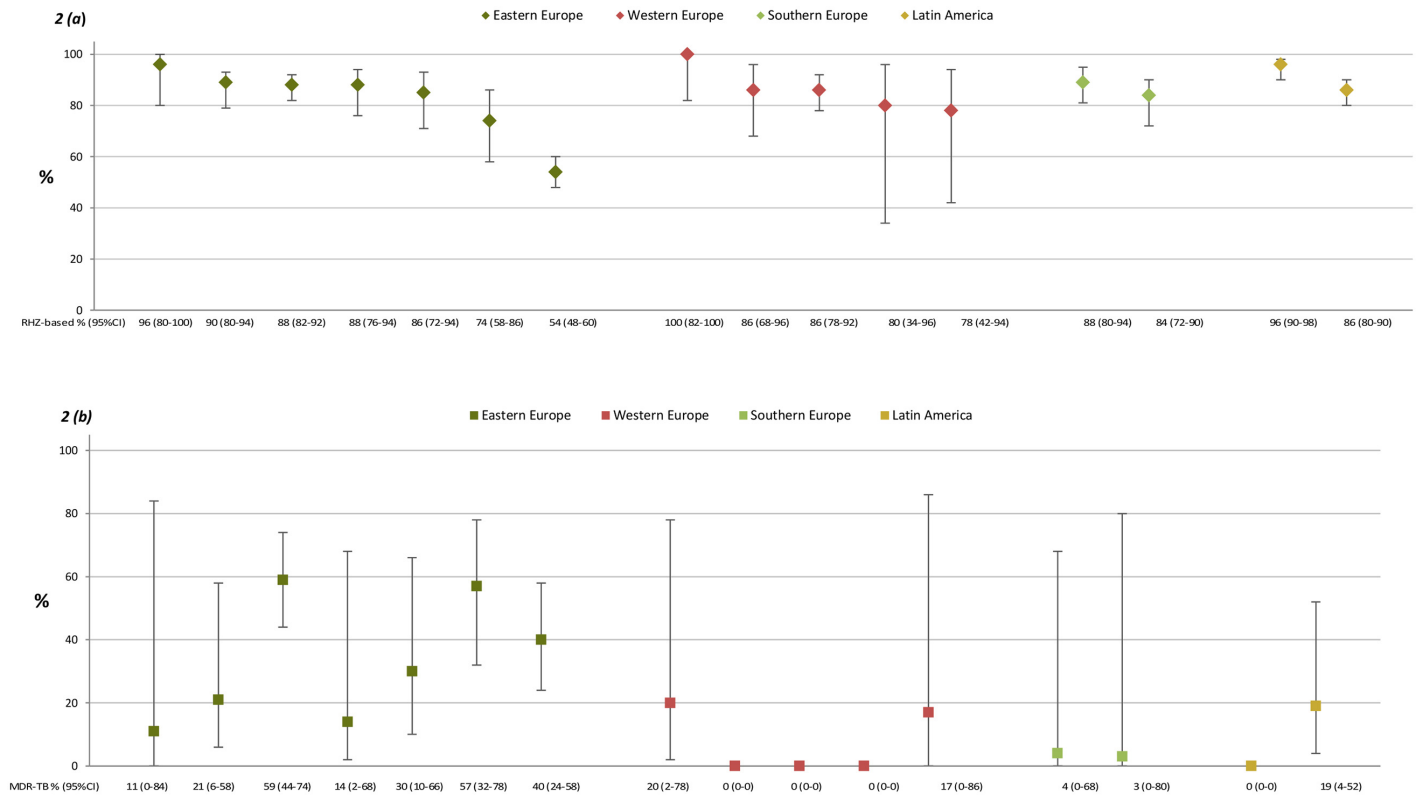 2 (a)
Eastern Europe Western Europe Southern Europe Latin America
100
80
60
%
40
20
0
RHZ-based % (95%CI) 96 (80-100) 90 (80-94) 88 (82-92) 88 (76-94) 86 (72-94) 74 (58-86) 54 (48-60) 100 (82-100) 86 (68-96) 86 (78-92) 80 (34-96) 78 (42-94) 88 (80-94) 84 (72-90) 96 (90-98) 86 (80-90)
2 (b)
Eastern Europe Western Europe Southern Europe Latin America
100
80
60
%
40
20
0
MDR-TB % (95%CI) 11 (0-84) 21 (6-58) 59 (44-74) 14 (2-68) 30 (10-66) 57 (32-78) 40 (24-58) 20 (2-78) 0 (0-0) 0 (0-0) 0 (0-0) 17 (0-86) 4 (0-68) 3 (0-80) 0 (0-0) 19 (4-52)